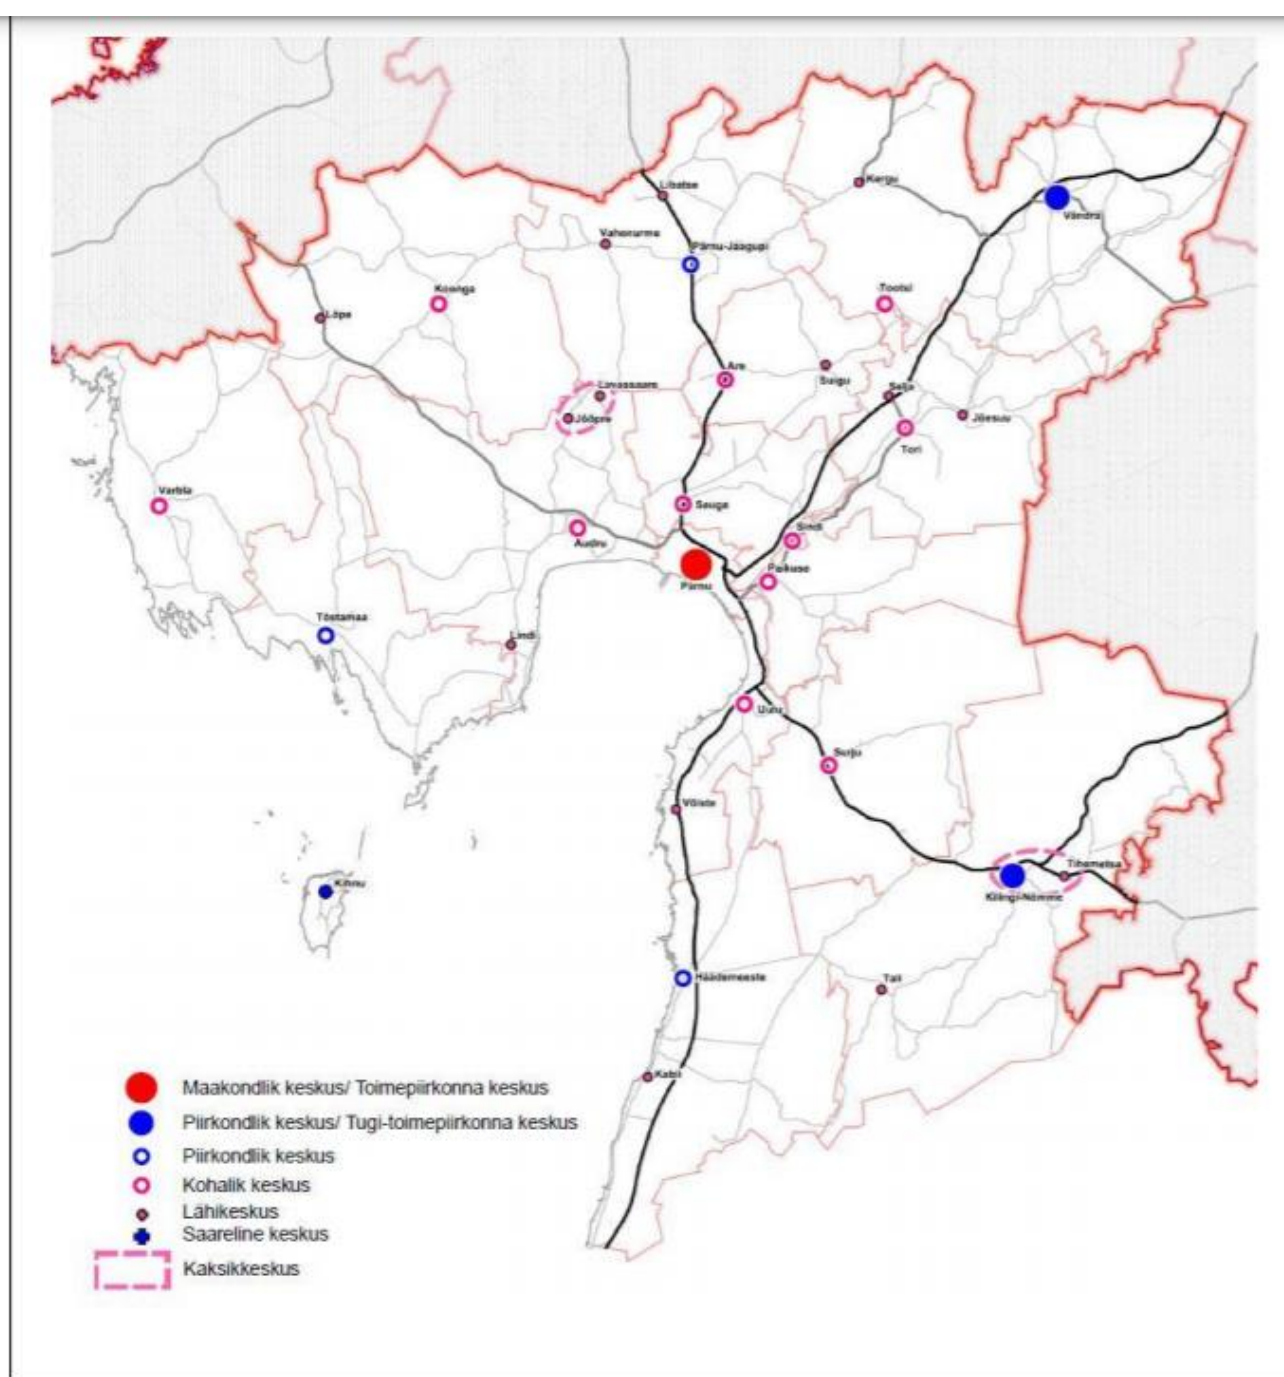 Libatse
Kergu
Vändra
Vahenurme
Pärnu-Jaagupi
Koonga
Tootsi
Lõpe
Are
Suigu
Lavassaare
Selja
Jõõpre
Jõesuu
Tori
Varbla
Sauga
Audru
Sindi
Pärnu
Paikuse
Tõstamaa
Lindi
Uulu
Surju
Võiste
Kihnu
Tihemetsa
Kilingi-Nõmme
Häädemeeste
Tali
Kabli
Maakondlik keskus/ Toimepiirkonna keskus
Piirkondlik keskus/ Tugi-toimepiirkonna keskus
Piirkondlik keskus
Kohalik keskus
Lähikeskus
Saareline keskus
Kaksikkeskus